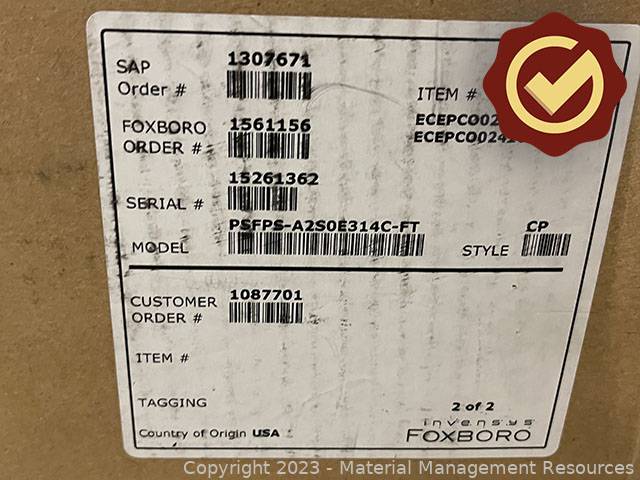 SAP Order # 1307671
ITEM #
FOXBORO ORDER # 1561156
SERIAL # 15261362
MODEL PSFPS-A2S0E314C-FT
STYLE CP
CUSTOMER ORDER # 1087701
ITEM #
TAGGING
2 of 2
Country of Origin USA
invensys
FOXBORO
Copyright 2023 - Material Management Resources